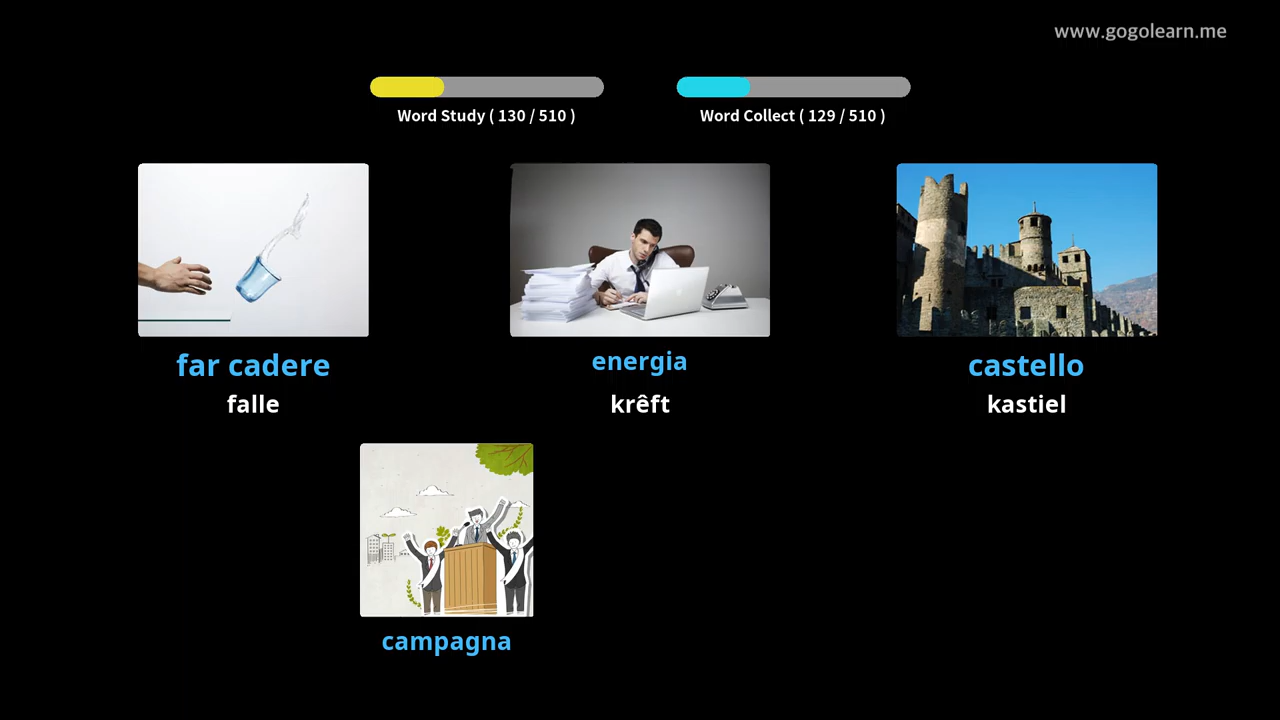 www.gogolearn.me
Word Study ( 130 / 510 )
Word Collect ( 129 / 510 )
far cadere
falle
energia
krêft
castello
kastiel
campagna